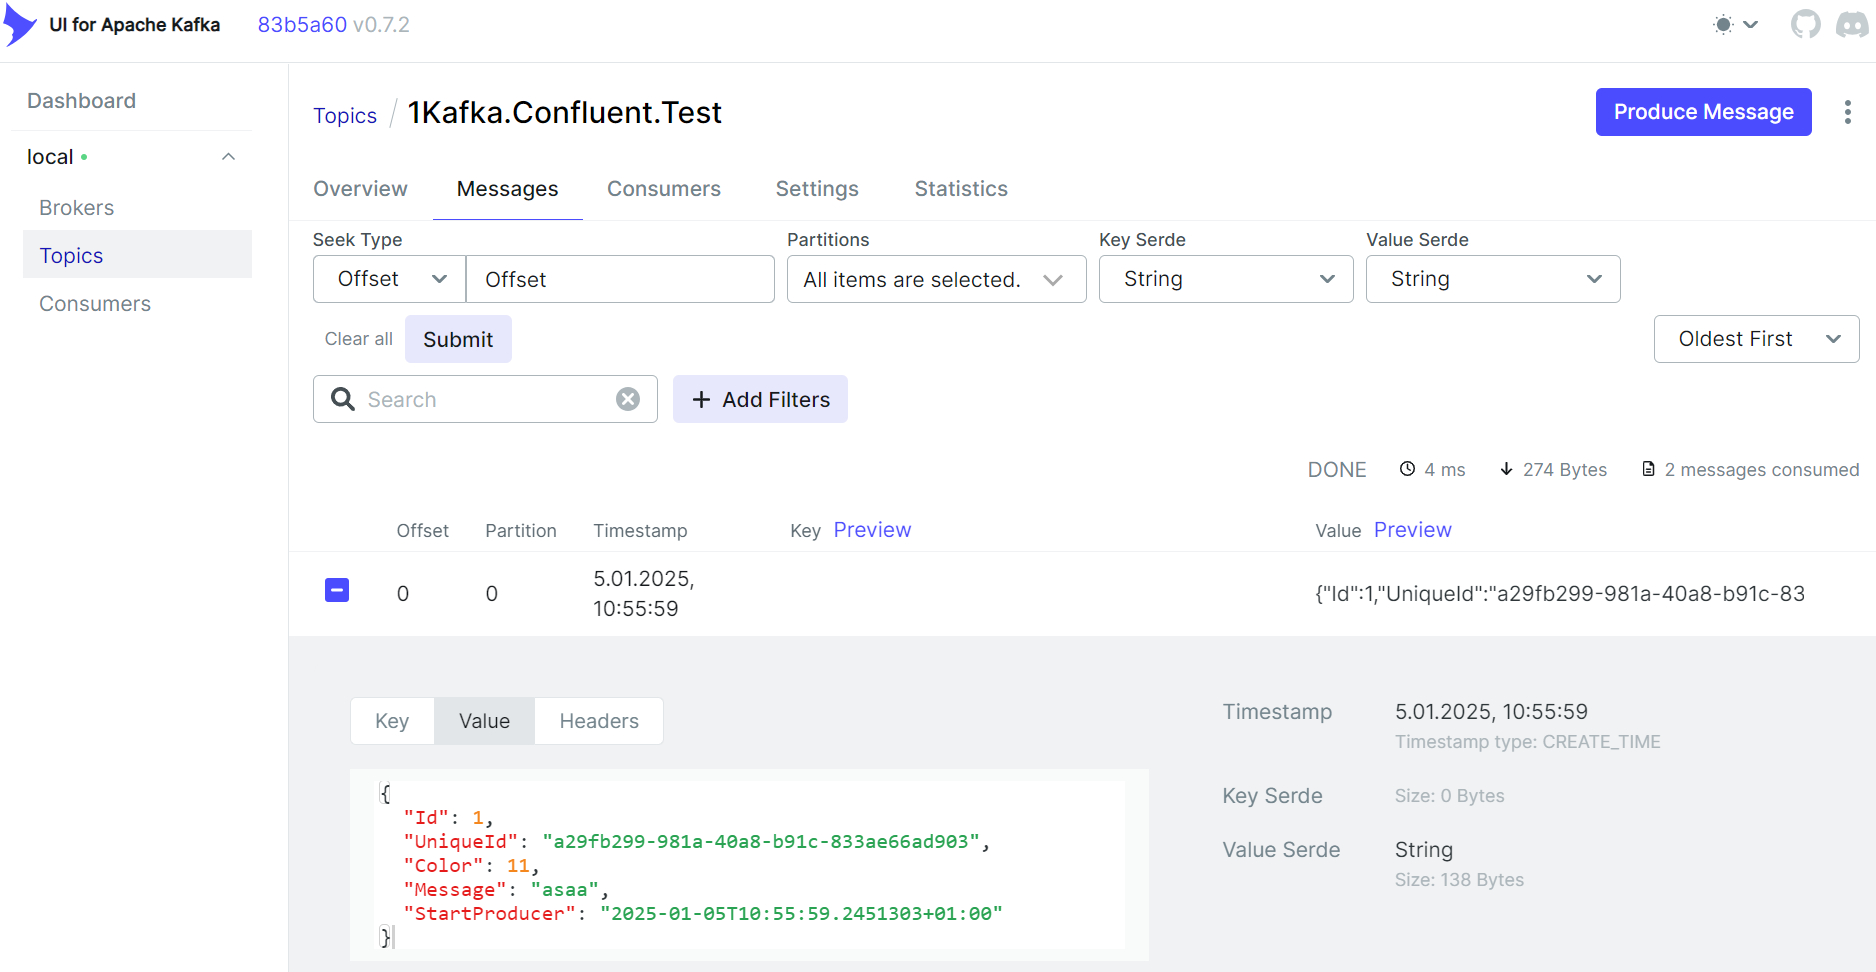 UI for Apache Kafka 83b5a60 v0.7.2
Dashboard
local
Brokers
Topics
Consumers
Topics / 1Kafka.Confluent.Test
Produce Message
Overview Messages Consumers Settings Statistics
Seek Type Partitions Key Serde Value Serde
Offset Offset All items are selected. String String
Clear all Submit Oldest First
Search Add Filters
DONE 4 ms 274 Bytes 2 messages consumed
Offset Partition Timestamp Key Preview Value Preview
0 0 5.01.2025, 10:55:59 {"Id":1,"UniqueId":"a29fb299-981a-40a8-b91c-83
Key Value Headers
{
"Id": 1,
"UniqueId": "a29fb299-981a-40a8-b91c-833ae66ad903",
"Color": 11,
"Message": "asaa",
"StartProducer": "2025-01-05T10:55:59.2451303+01:00"
}
Timestamp 5.01.2025, 10:55:59
Timestamp type: CREATE_TIME
Key Serde Size: 0 Bytes
Value Serde String
Size: 138 Bytes